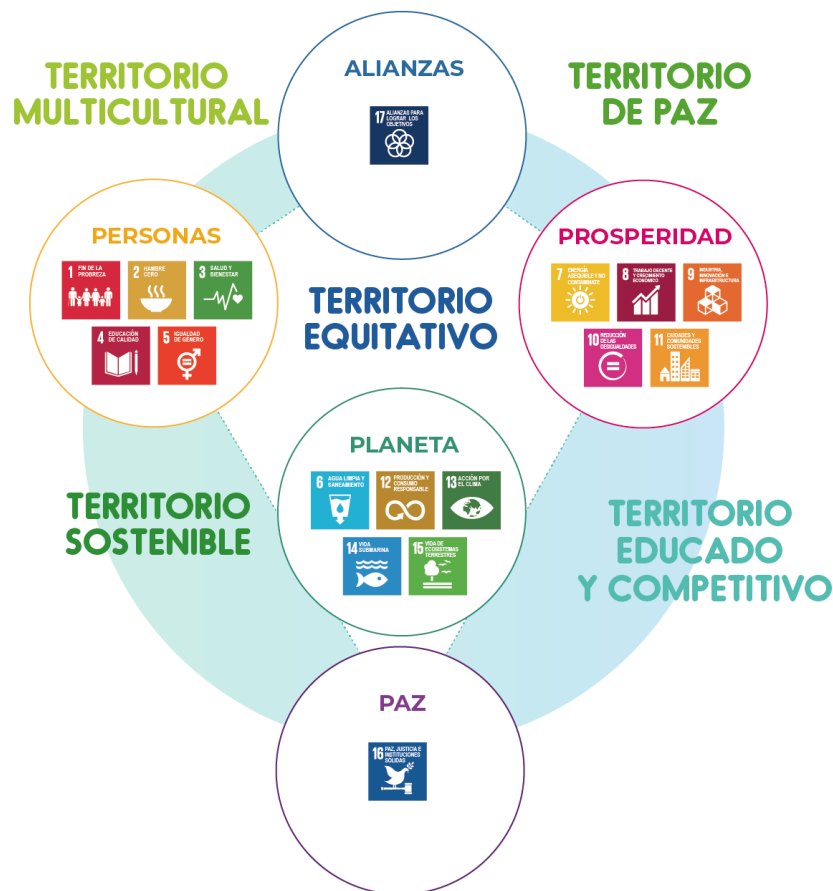 TERRITORIO
MULTICULTURAL
ALIANZAS
17 ALIANZAS PARA
LOGRAR LOS
OBJETIVOS
TERRITORIO
DE PAZ
PERSONAS
1 FIN DE LA
POBREZA
2 HAMBRE
CERO
3 SALUD Y
BIENESTAR
4 EDUCACIÓN
DE CALIDAD
5 IGUALDAD
DE GÉNERO
TERRITORIO
EQUITATIVO
PROSPERIDAD
7 ENERGÍA
ASEQUIBLE Y NO
CONTAMINATE
8 TRABAJO DECENTE
Y CRECIMIENTO
ECONÓMICO
9 INDUSTRIA,
INNOVACIÓN E
INFRAESTRUCTURA
10 REDUCCIÓN
DE LAS
DESIGUALDADES
11 CIUDADES Y
COMUNIDADES
SOSTENIBLES
PLANETA
6 AGUA LIMPIA Y
SANEAMIENTO
12 PRODUCCIÓN Y
CONSUMO
RESPONSABLE
13 ACCIÓN POR
EL CLIMA
14 VIDA
SUBMARINA
15 VIDA DE
ECOSISTEMAS
TERRESTRES
TERRITORIO
SOSTENIBLE
TERRITORIO
EDUCADO
Y COMPETITIVO
PAZ
16 PAZ, JUSTICIA E
INSTITUCIONES
SÓLIDAS